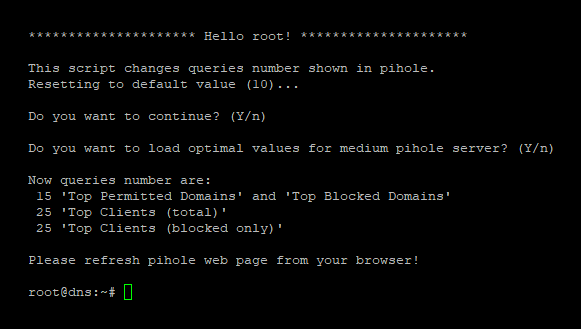 ********************* Hello root! *********************
This script changes queries number shown in pihole.
Resetting to default value (10)...
Do you want to continue? (Y/n)
Do you want to load optimal values for medium pihole server? (Y/n)
Now queries number are:
15 'Top Permitted Domains' and 'Top Blocked Domains'
25 'Top Clients (total)'
25 'Top Clients (blocked only)'
Please refresh pihole web page from your browser!
root@dns:~#